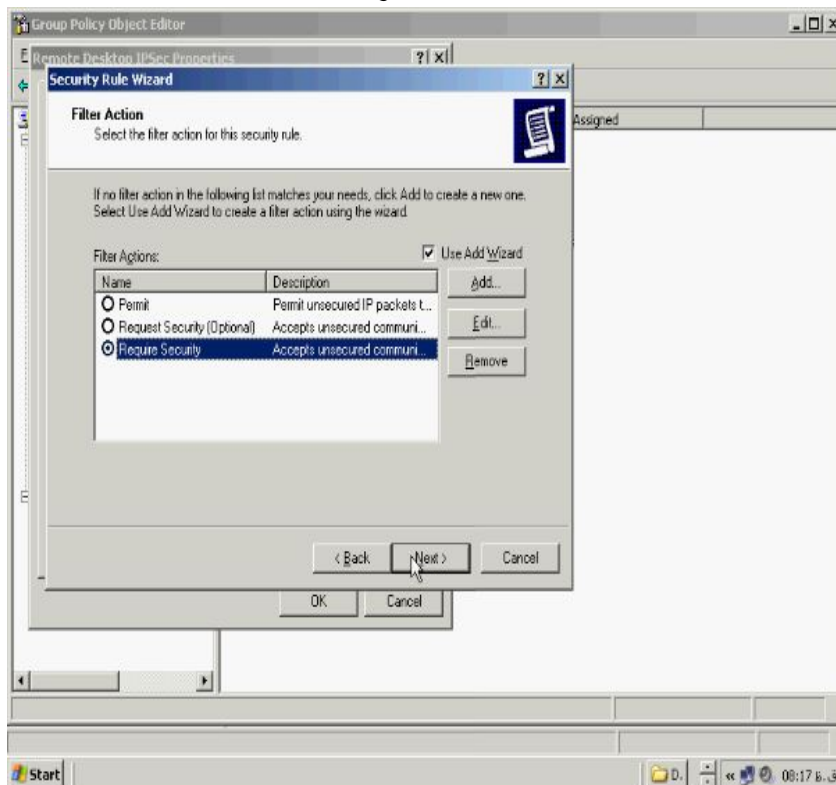 Group Policy Object Editor
Remote Desktop IPSec Properties
Security Rule Wizard
Filter Action
Select the filter action for this security rule.
Assigned
If no filter action in the following list matches your needs, click Add to create a new one.
Select Use Add Wizard to create a filter action using the wizard.
Filter Actions:
Use Add Wizard
Name Description
Permit Permit unsecured IP packets t...
Request Security (Optional) Accepts unsecured communi...
Require Security Accepts unsecured communi...
Add...
Edit...
Remove
< Back Next > Cancel
OK Cancel
Start
D.
« 08:17